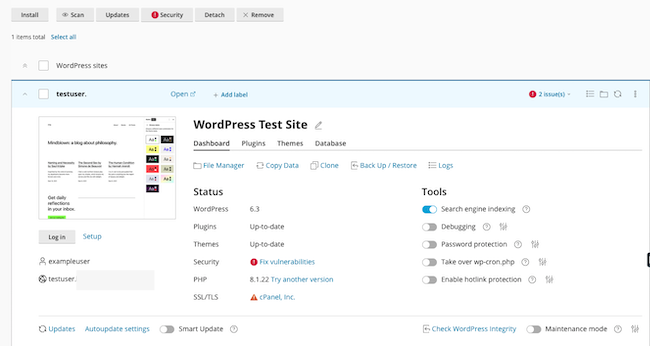 Install Scan Updates Security Detach Remove
1 items total Select all
WordPress sites
testuser. Open + Add label 2 issue(s)
Mindblown: a blog about philosophy.
Get daily
reflections
in your inbox.
WordPress Test Site
Dashboard Plugins Themes Database
File Manager Copy Data Clone Back Up / Restore Logs
Status Tools
WordPress 6.3 Search engine indexing
Plugins Up-to-date Debugging
Themes Up-to-date Password protection
Log in Setup
Security Fix vulnerabilities Take over wp-cron.php
exampleuser
PHP 8.1.22 Try another version Enable hotlink protection
testuser.
SSL/TLS cPanel, Inc.
Updates Autoupdate settings Smart Update Check WordPress Integrity Maintenance mode